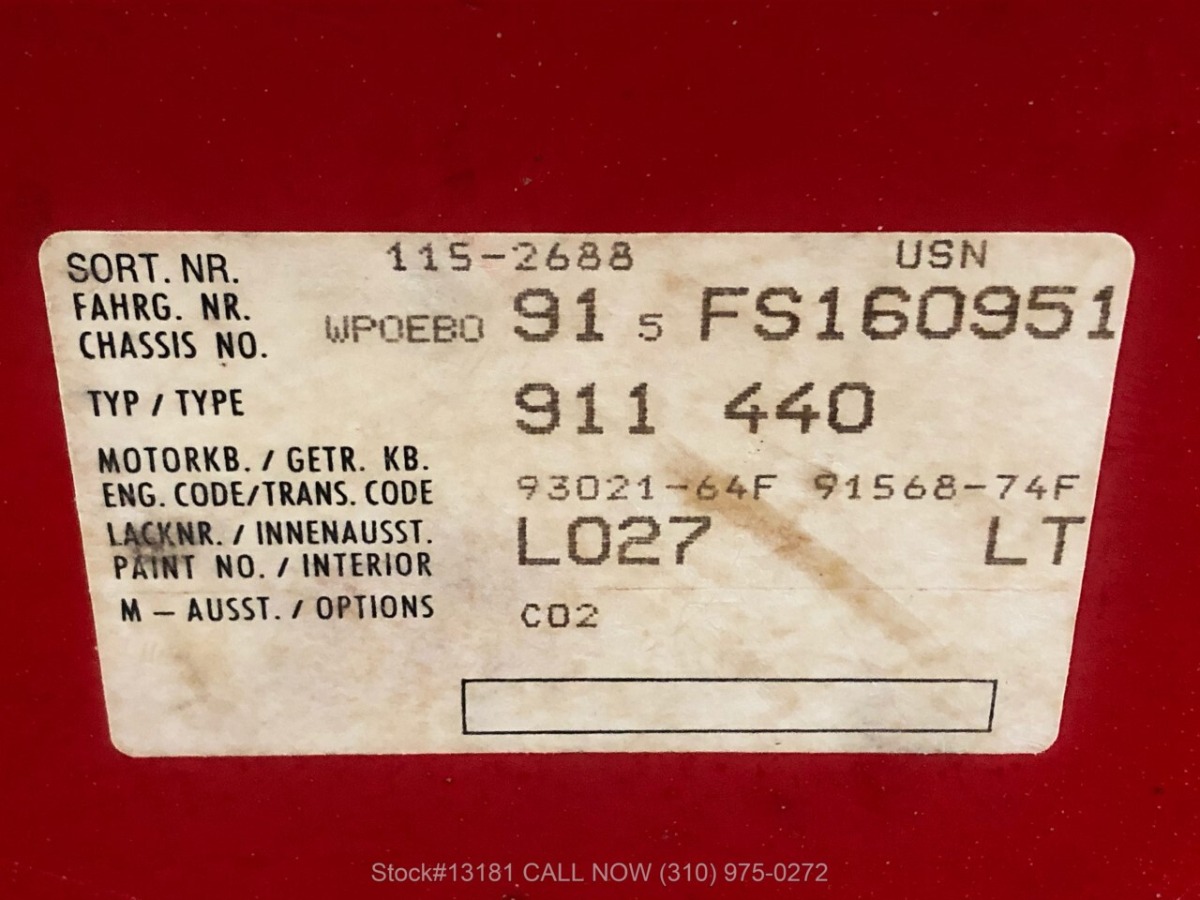 SORT. NR. 115-2688 USN
FAHRG. NR.
CHASSIS NO. WP0EB0 91 5 FS160951
TYP / TYPE 911 440
MOTORKB. / GETR. KB.
ENG. CODE/TRANS. CODE 93021-64F 91568-74F
LACKNR. / INNENAUSST. L027 LT
PAINT NO. / INTERIOR
M – AUSST. / OPTIONS C02
Stock#13181 CALL NOW (310) 975-0272